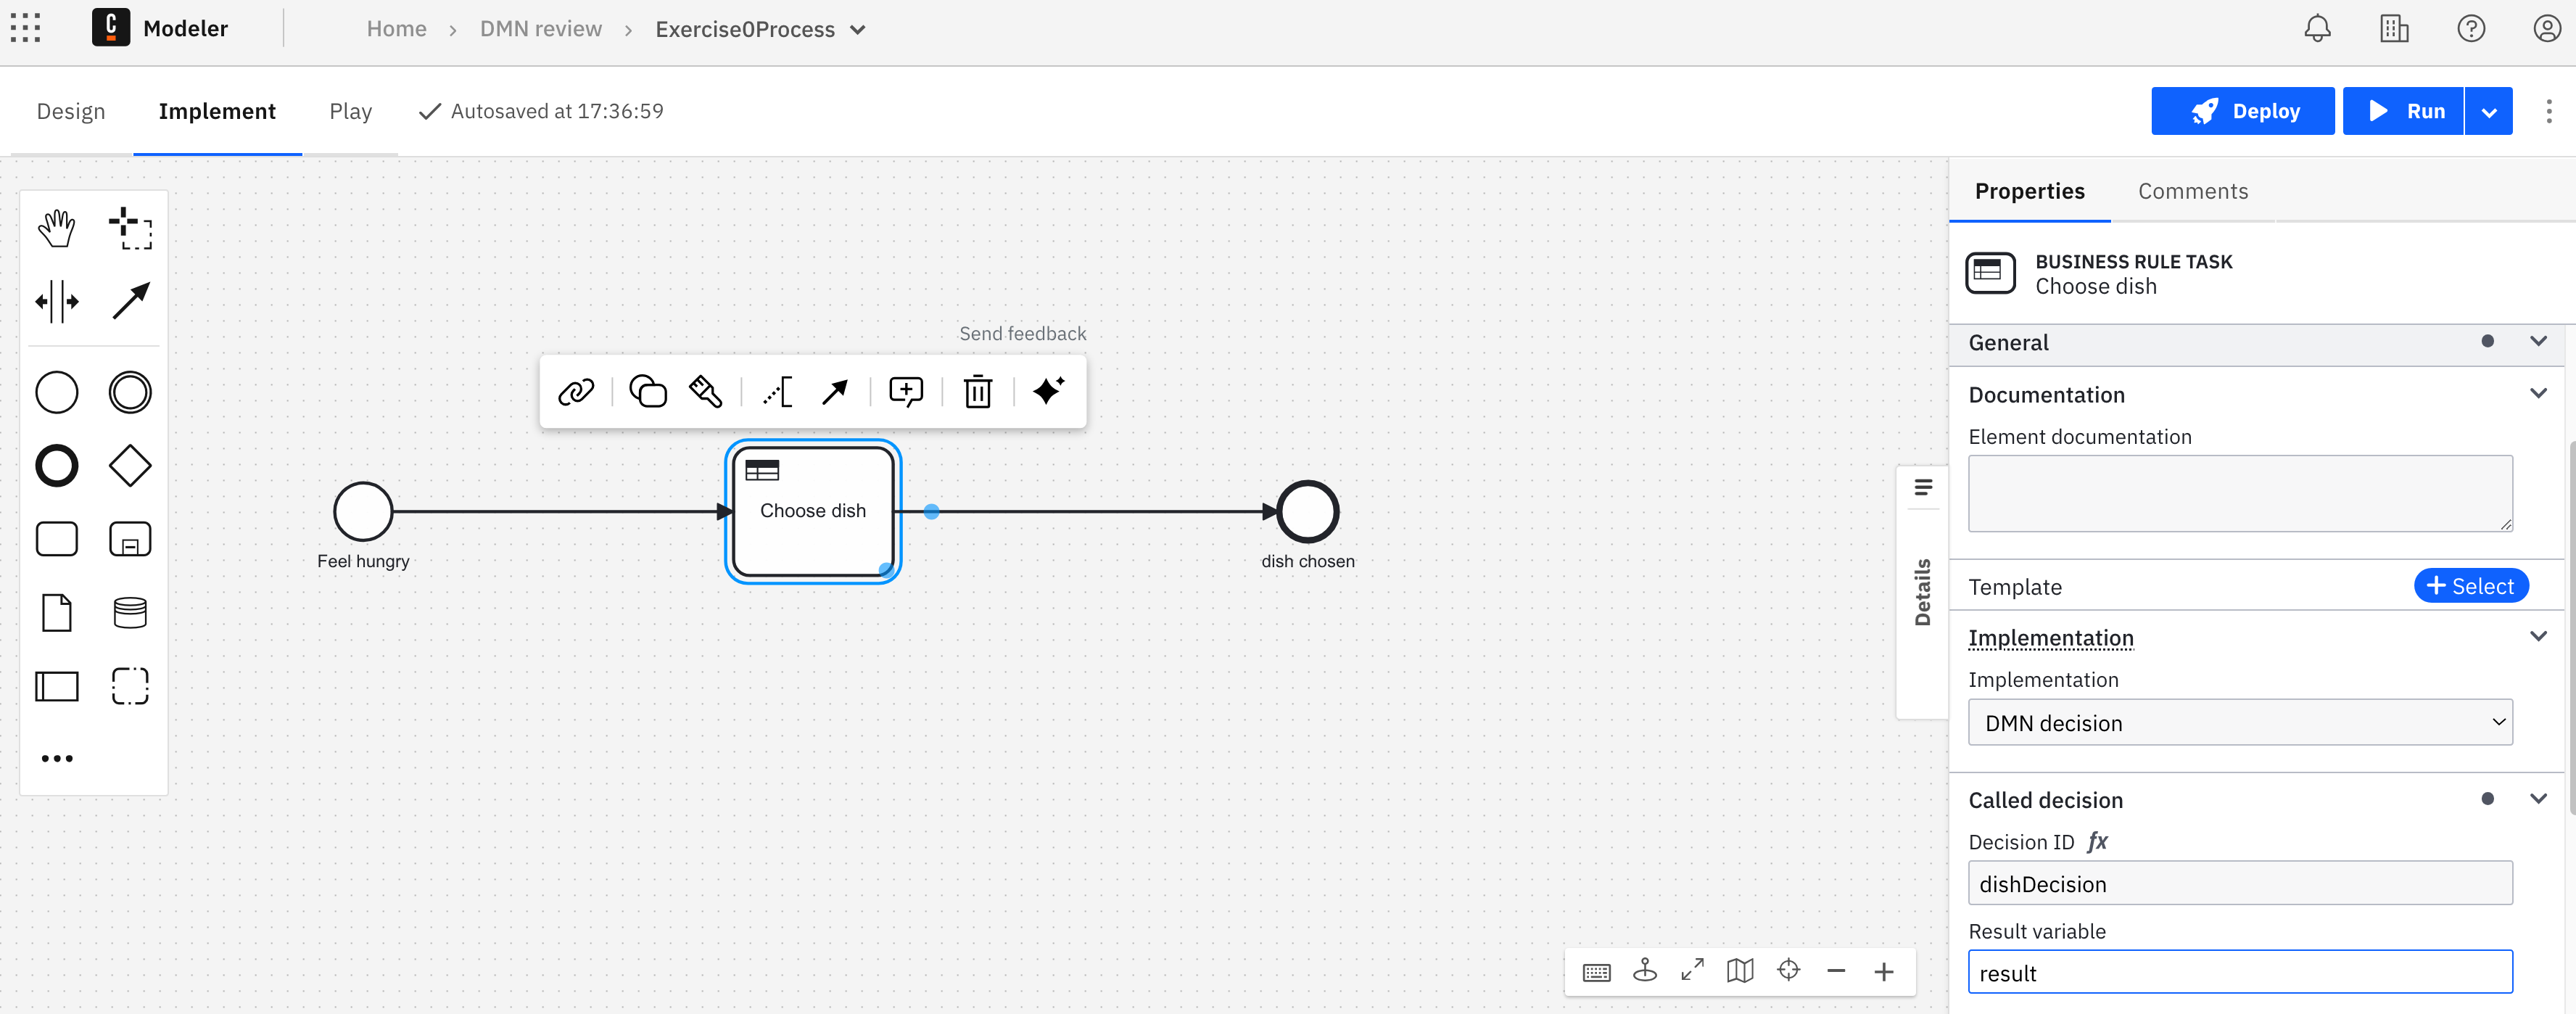 C Modeler
Home > DMN review > Exercise0Process
Design Implement Play Autosaved at 17:36:59
Deploy Run
Properties Comments
BUSINESS RULE TASK
Choose dish
General
Documentation
Element documentation
Template + Select
Implementation
Implementation
DMN decision
Called decision
Decision ID fx
dishDecision
Result variable
result
Details
Send feedback
Choose dish
Feel hungry
dish chosen